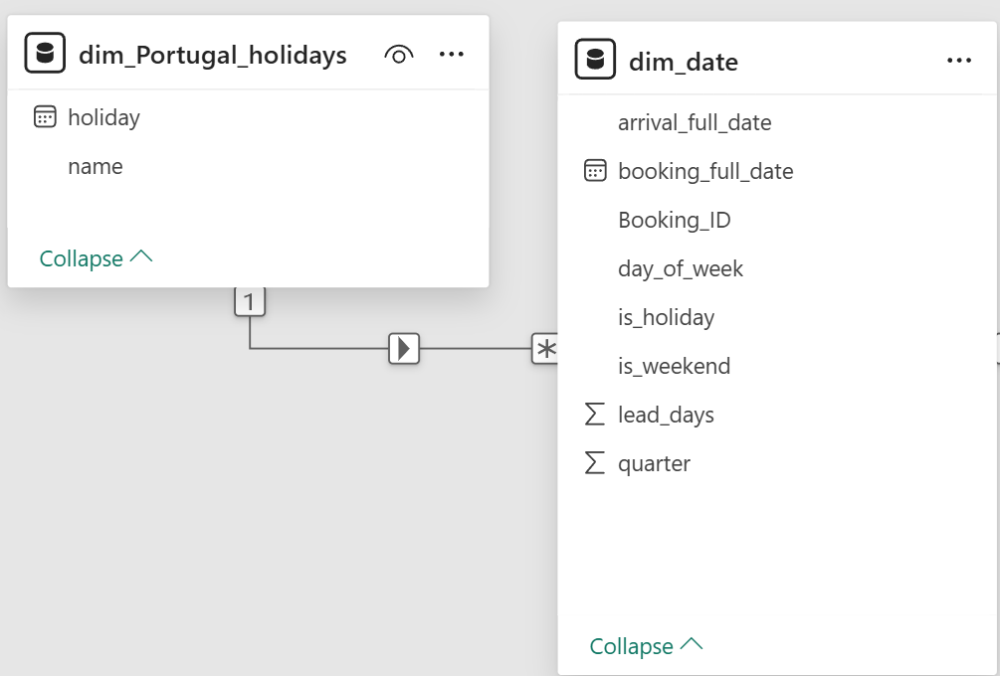 dim_Portugal_holidays
holiday
name
Collapse
1
*
dim_date
arrival_full_date
booking_full_date
Booking_ID
day_of_week
is_holiday
is_weekend
lead_days
quarter
Collapse